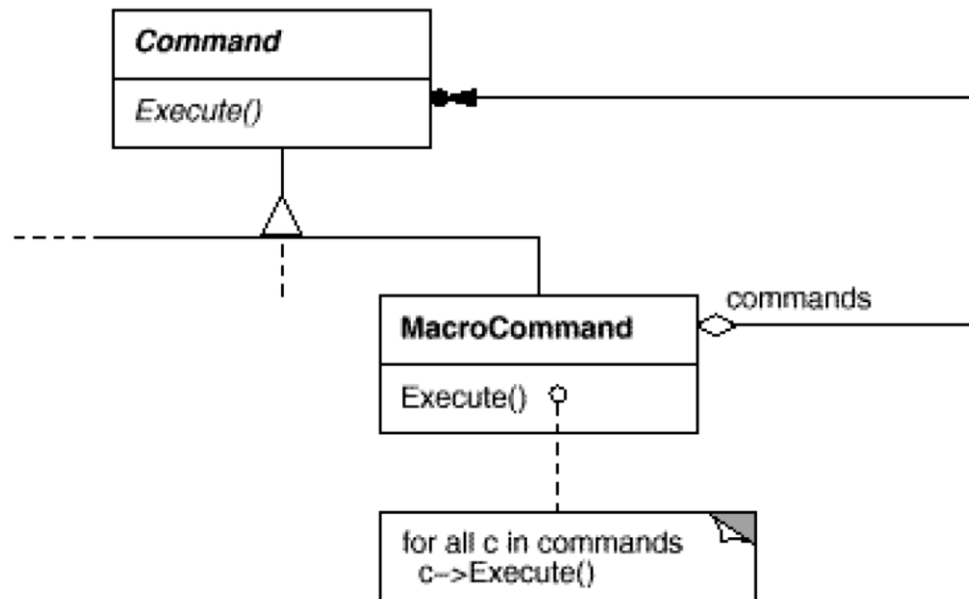 Command
Execute()
commands
MacroCommand
Execute()
for all c in commands
c->Execute()